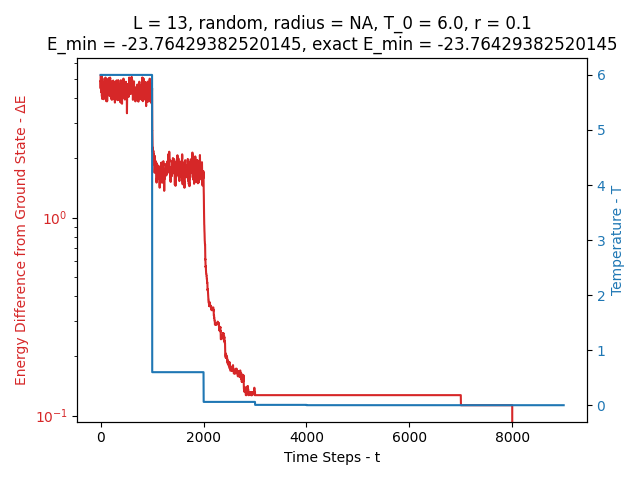 L = 13, random, radius = NA, T_0 = 6.0, r = 0.1
E_min = -23.76429382520145, exact E_min = -23.76429382520145
Energy Difference from Ground State - ΔE
10⁰
10⁻¹
6
5
4
3
2
1
0
Temperature - T
0 2000 4000 6000 8000
Time Steps - t